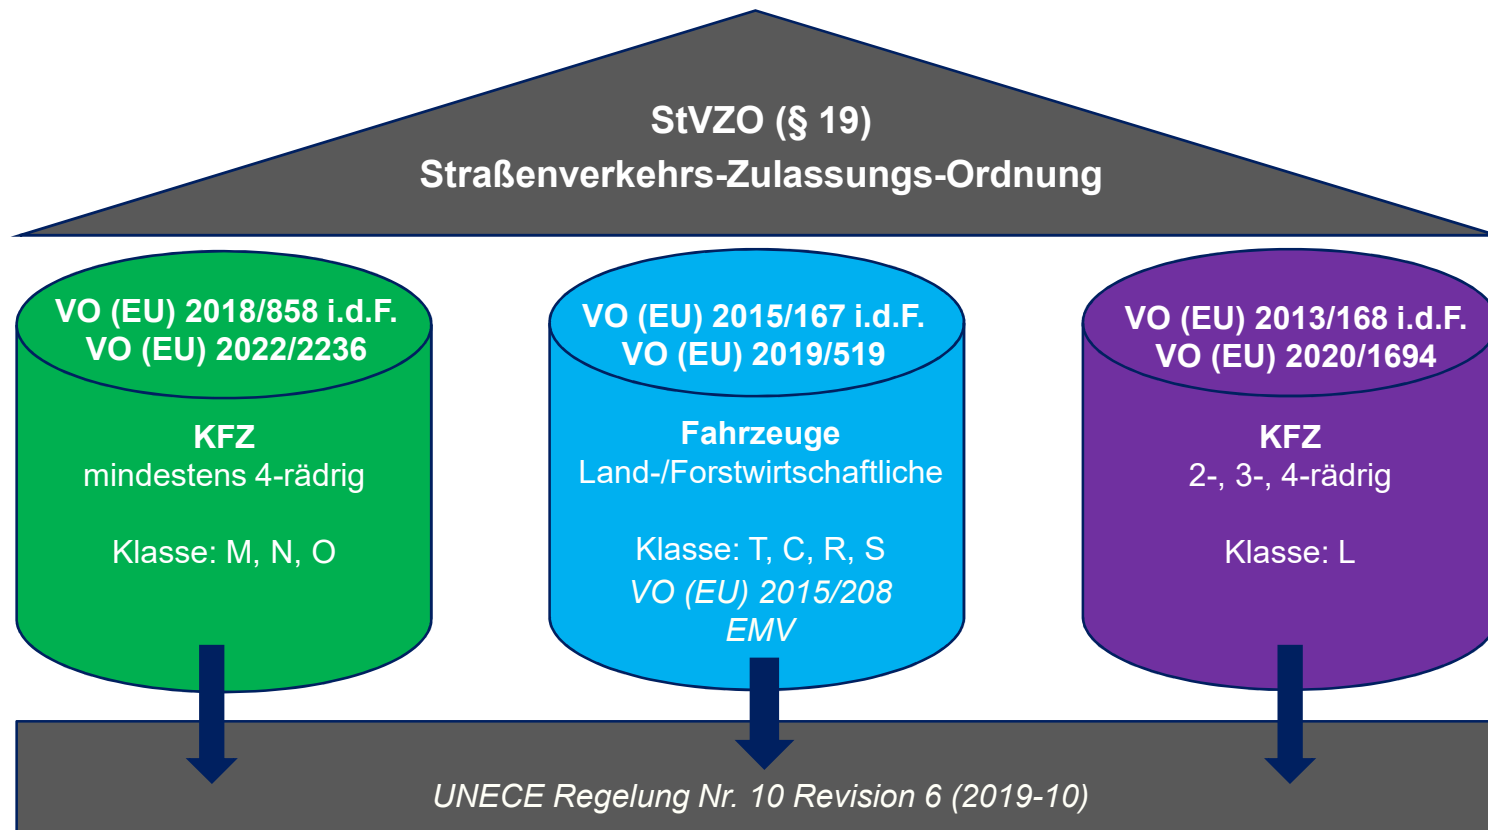 StVZO (§ 19)
Straßenverkehrs-Zulassungs-Ordnung
VO (EU) 2018/858 i.d.F.
VO (EU) 2022/2236
KFZ
mindestens 4-rädrig
Klasse: M, N, O
VO (EU) 2015/167 i.d.F.
VO (EU) 2019/519
Fahrzeuge
Land-/Forstwirtschaftliche
Klasse: T, C, R, S
VO (EU) 2015/208
EMV
VO (EU) 2013/168 i.d.F.
VO (EU) 2020/1694
KFZ
2-, 3-, 4-rädrig
Klasse: L
UNECE Regelung Nr. 10 Revision 6 (2019-10)